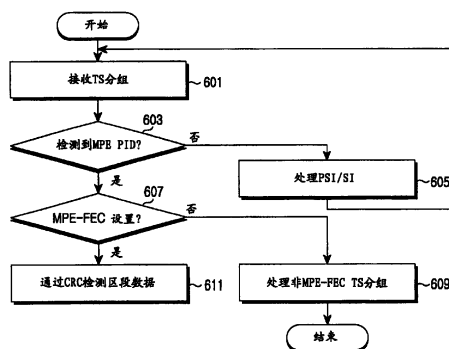 开始
接收TS分组
601
603
检测到MPE PID?
否
是
处理PSI/SI
605
607
MPE-FEC 设置?
否
是
通过CRC检测区段数据
611
处理非MPE-FEC TS分组
609
结束